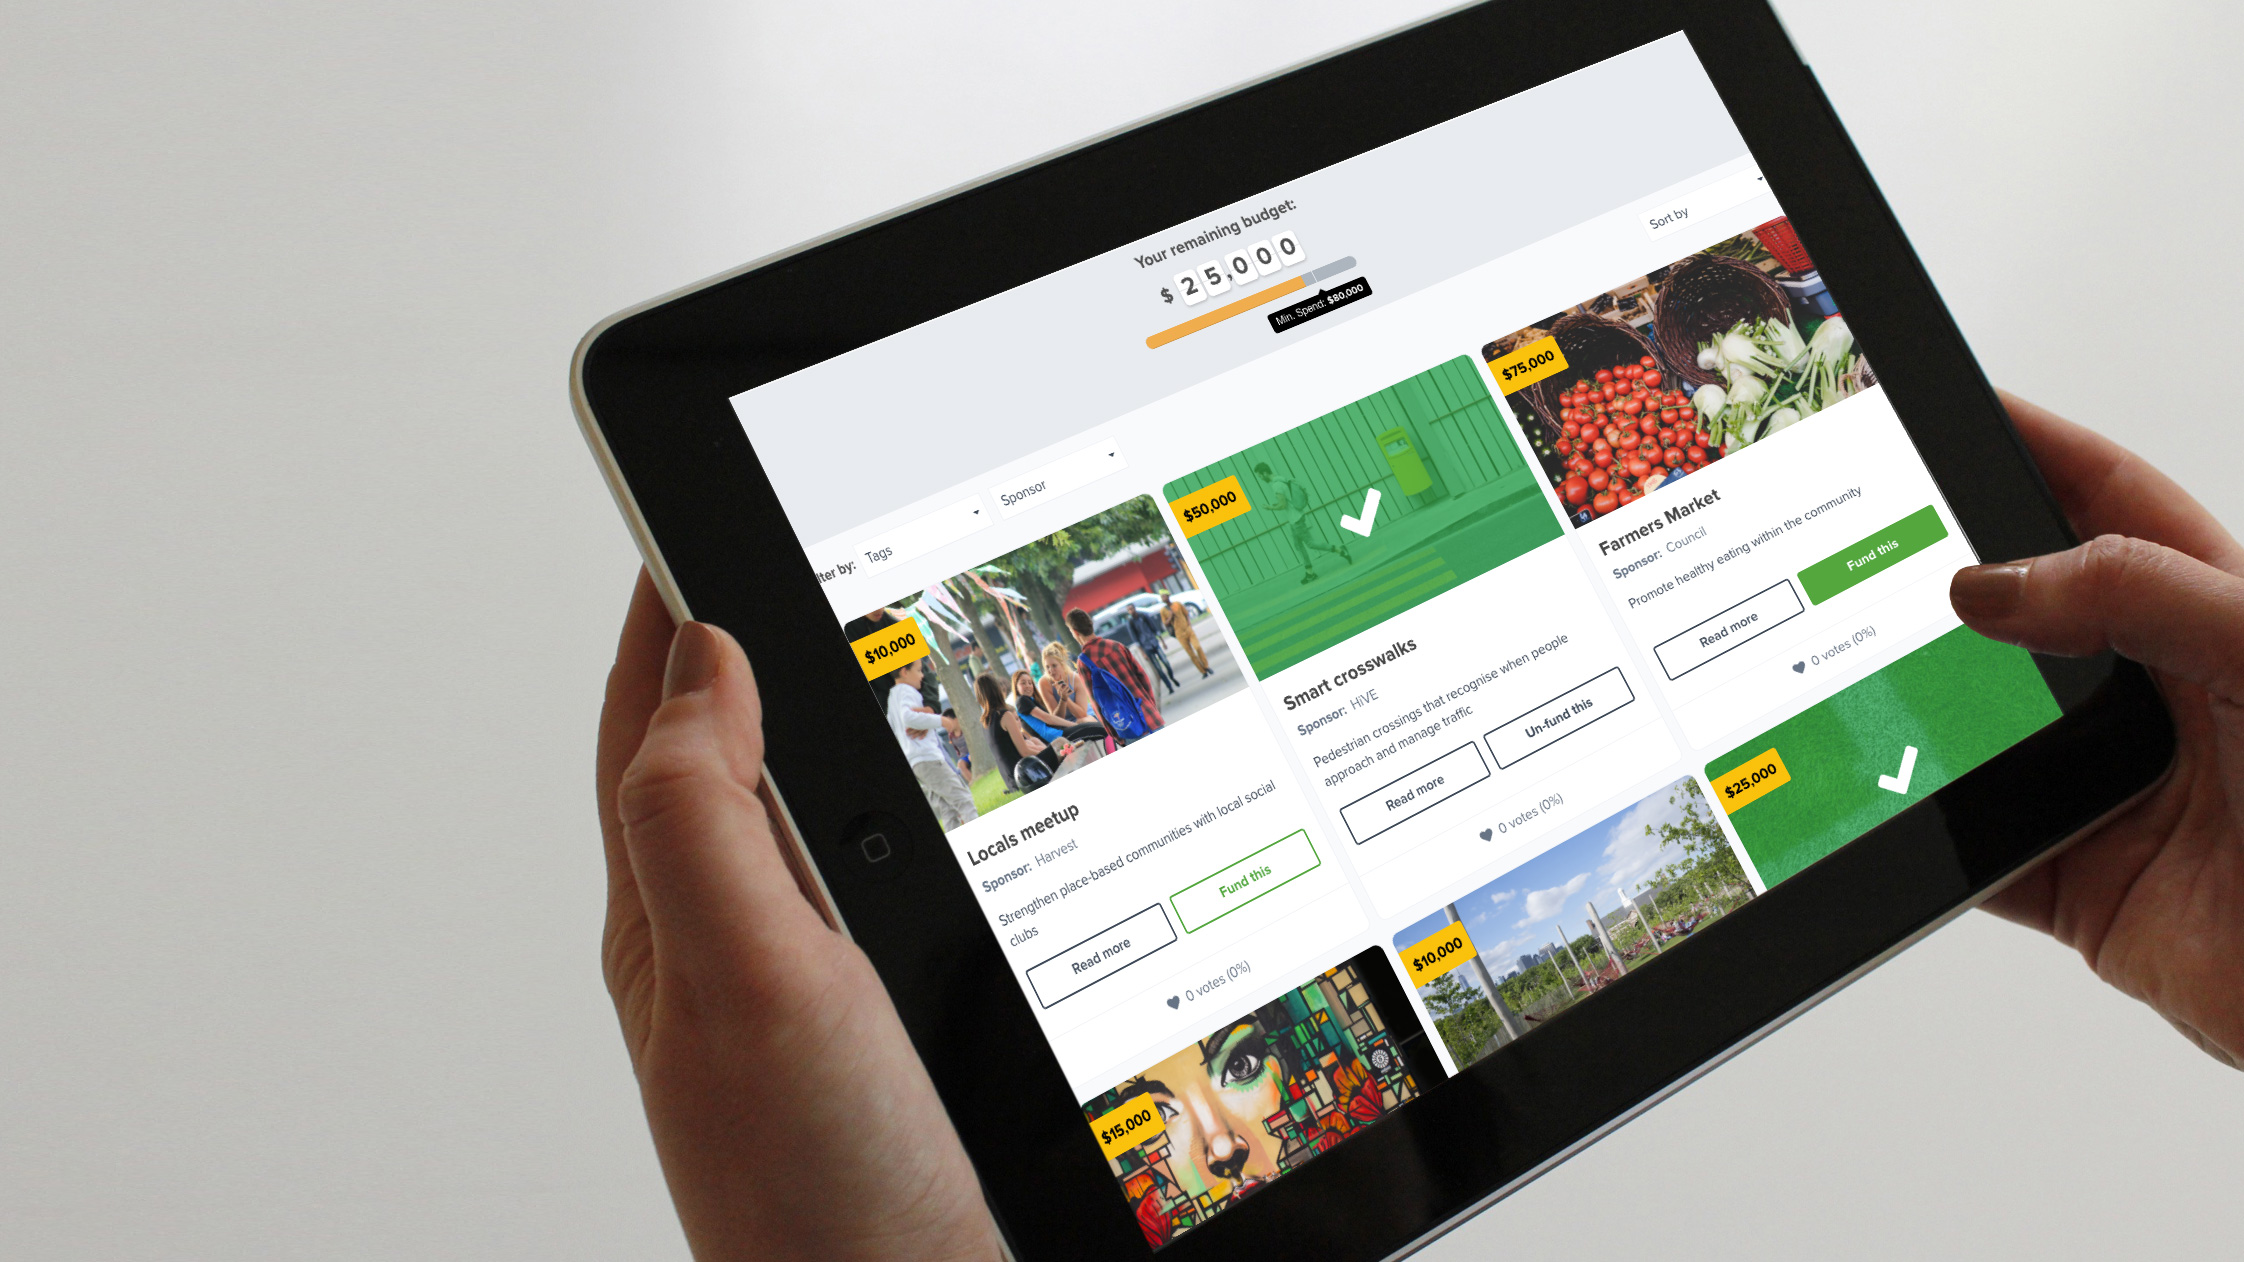 Your remaining budget:
$ 25,000
Min. Spend: $80,000
Sort by
lter by:
Tags
Sponsor
$10,000
Locals meetup
Sponsor: Harvest
Strengthen place-based communities with local social
clubs
Read more
Fund this
0 votes (0%)
$50,000
Smart crosswalks
Sponsor: HiVE
Pedestrian crossings that recognise when people
approach and manage traffic
Read more
Un-fund this
0 votes (0%)
$75,000
Farmers Market
Sponsor: Council
Promote healthy eating within the community
Read more
Fund this
0 votes (0%)
$15,000
$10,000
$25,000